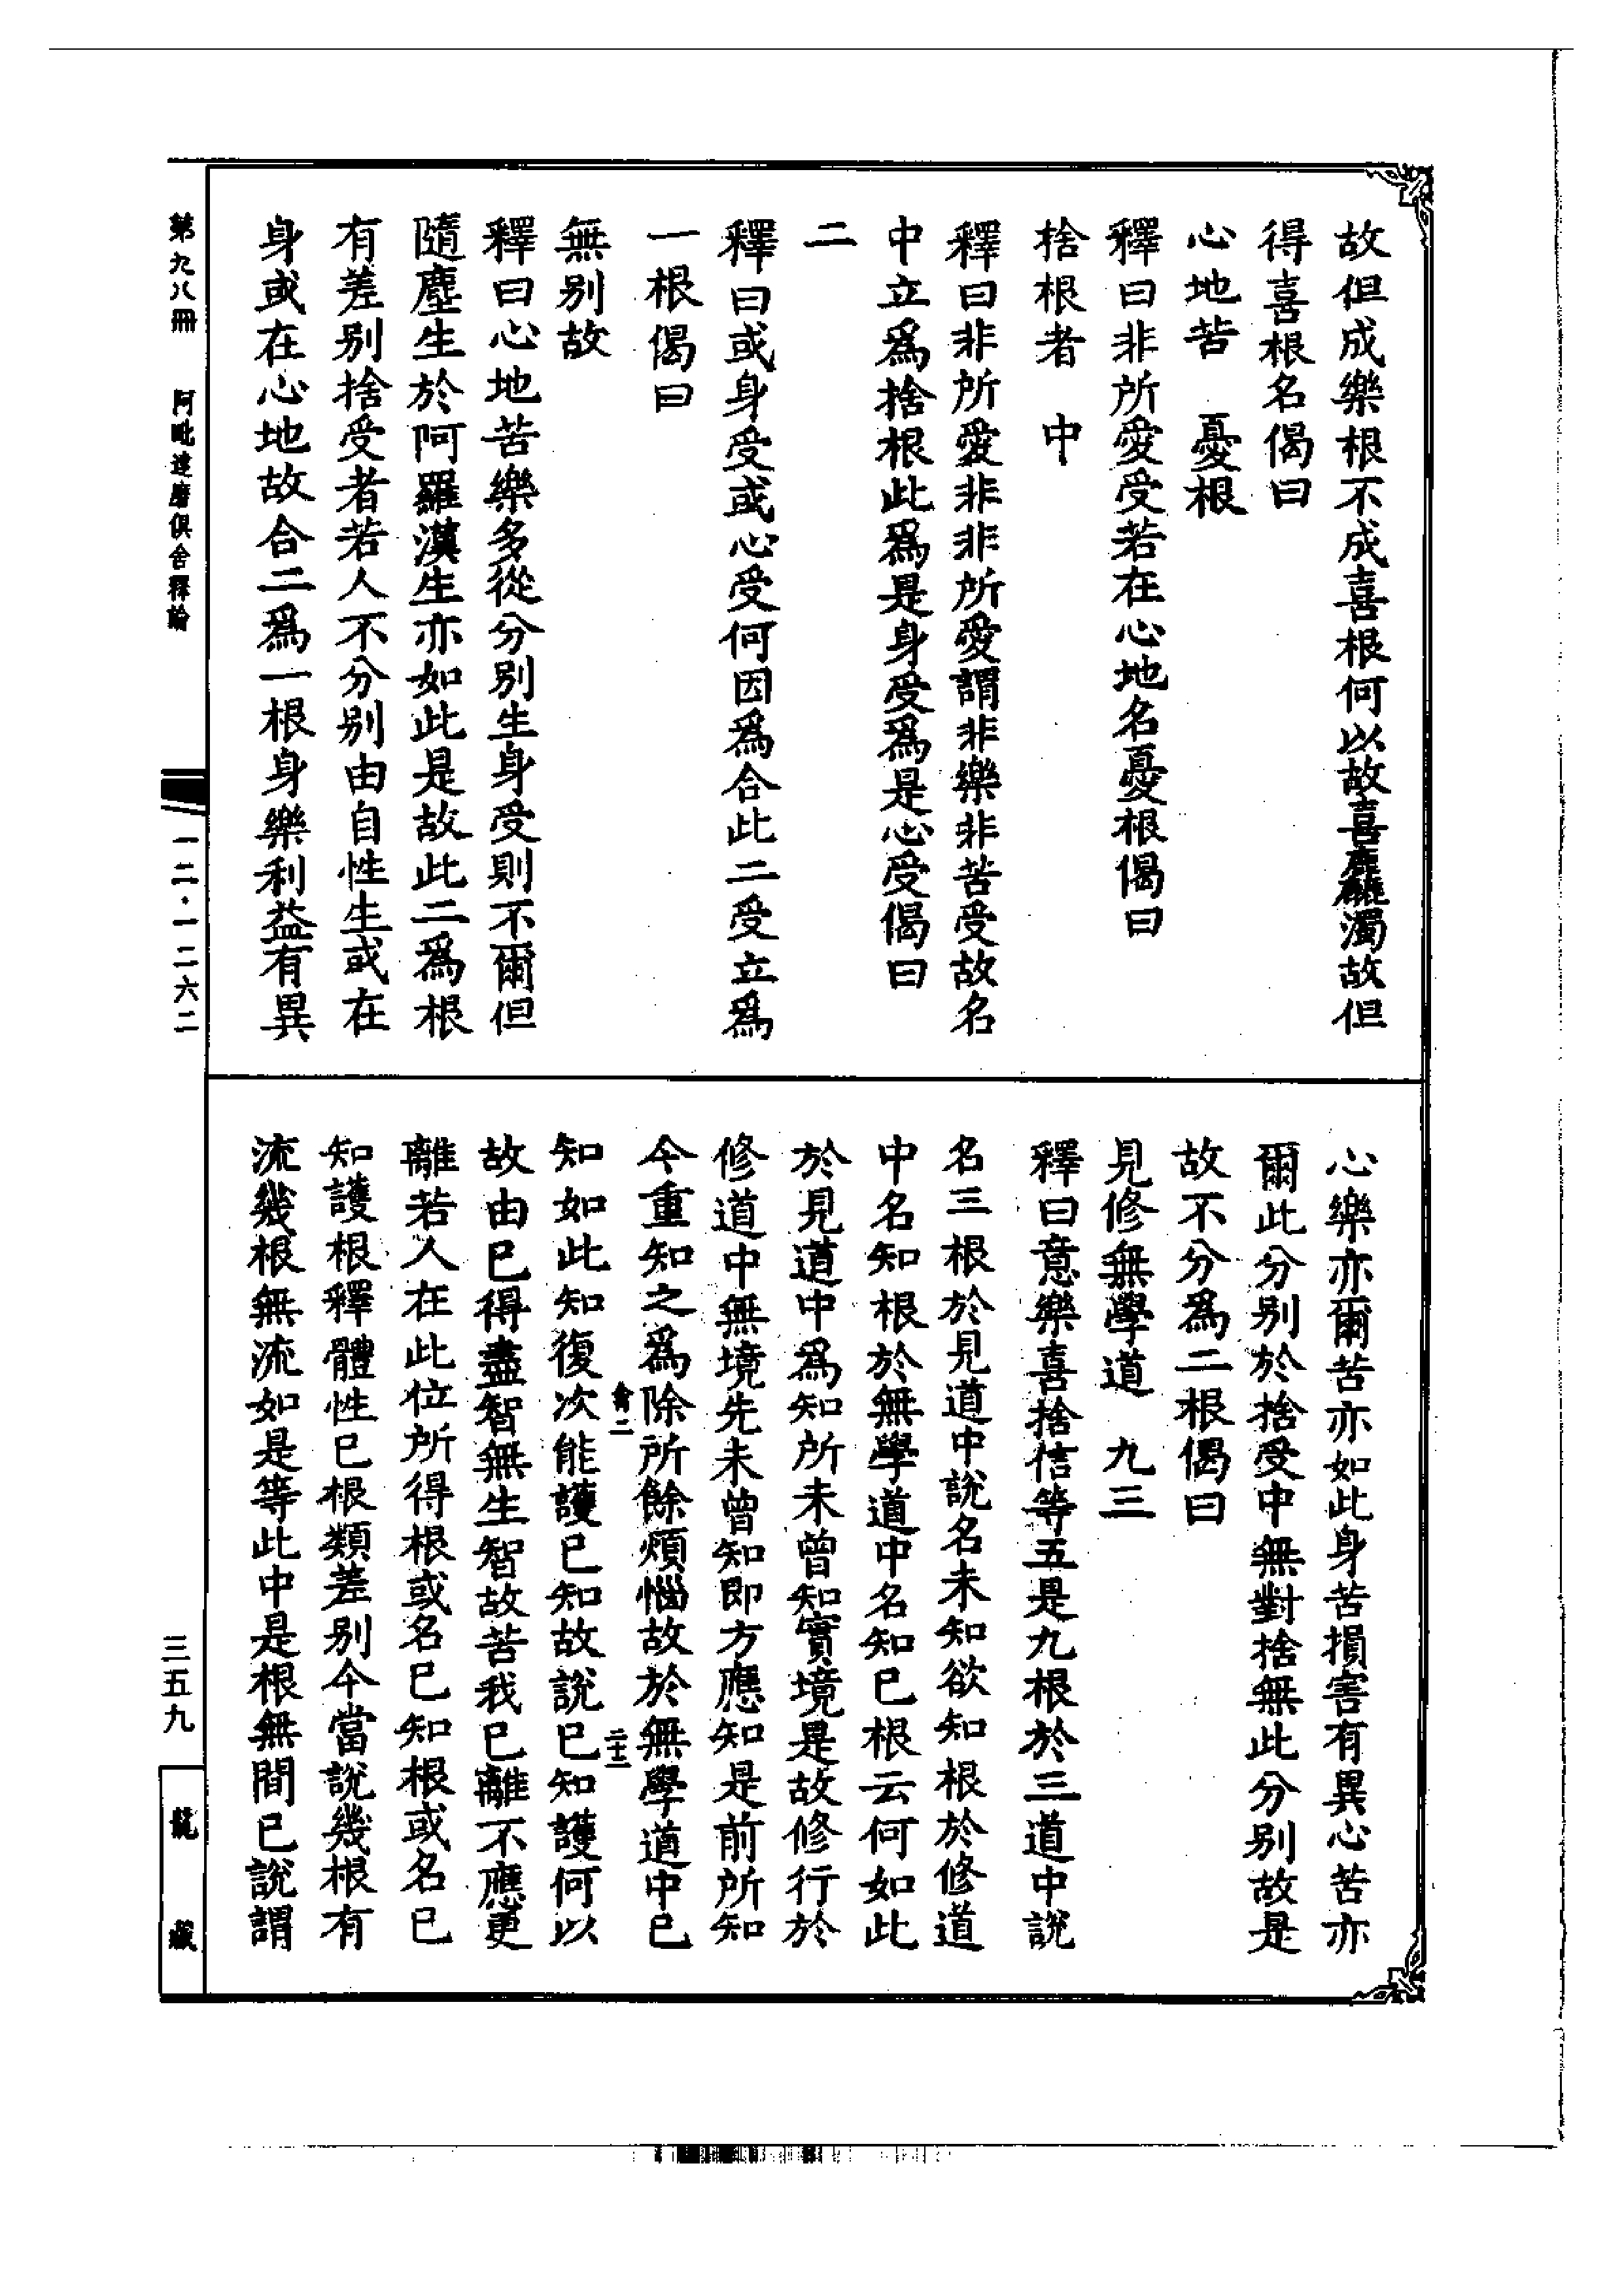 故但成樂根不成喜根何以故喜麤濁故但
得喜根名偈曰
心地苦　憂根
釋曰非所愛受若在心地名憂根偈曰
捨根者　中
釋曰非所愛非非所愛謂非樂非苦受故名
中立爲捨根此爲是身受爲是心受偈曰
二
釋曰或身受或心受何因爲合此二受立爲
一根偈曰
無別故
釋曰心地苦樂多從分別生身受則不爾但
隨塵生於阿羅漢生亦如此是故此二爲根
有差別捨受者若人不分別由自性生或在
身或在心地故合二爲一根身樂利益有異
心樂亦爾苦亦如此身苦損害有異心苦亦
爾此分別於捨受中無對捨無此分別故是
故不分爲二根偈曰
見修無學道　九三
釋曰意樂喜捨信等五是九根於三道中說
名三根於見道中說名未知欲知根於修道
中名知根於無學道中名知已根云何如此
於見道中爲知所未曾知實境是故修行於
修道中無境先未曾知即方應知是前所知
今重知之爲除所餘煩惱故於無學道中已
知如此知復次能護已知故說已知護何以
故由已得盡智無生智故苦我已離不應更
離若人在此位所得根或名已知根或名已
知護根釋體性已根類差別今當說幾根有
流幾根無流如是等此中是根無間已說謂
第九八冊　阿毗達磨俱舍釋論
一二·一二六二
三五九
龍藏